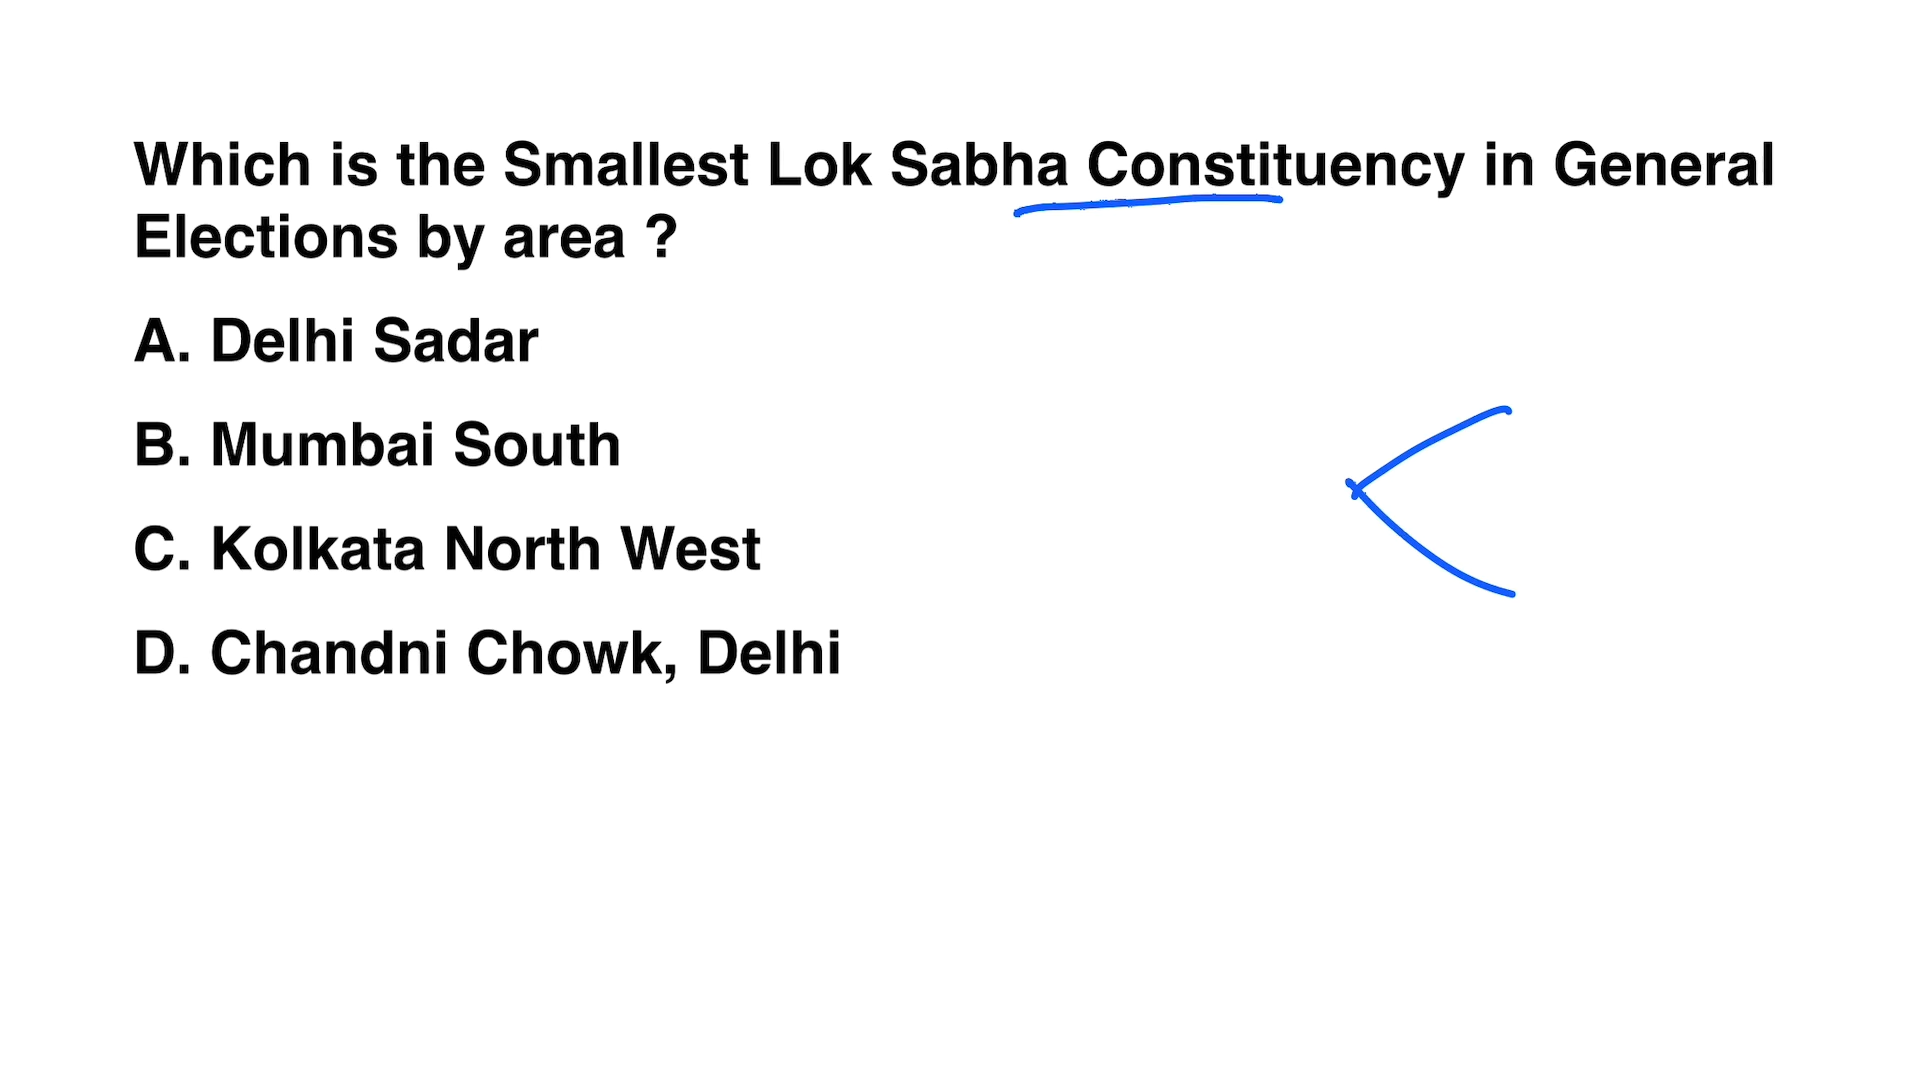 Which is the Smallest Lok Sabha Constituency in General
Elections by area ?
A. Delhi Sadar
B. Mumbai South
C. Kolkata North West
D. Chandni Chowk, Delhi